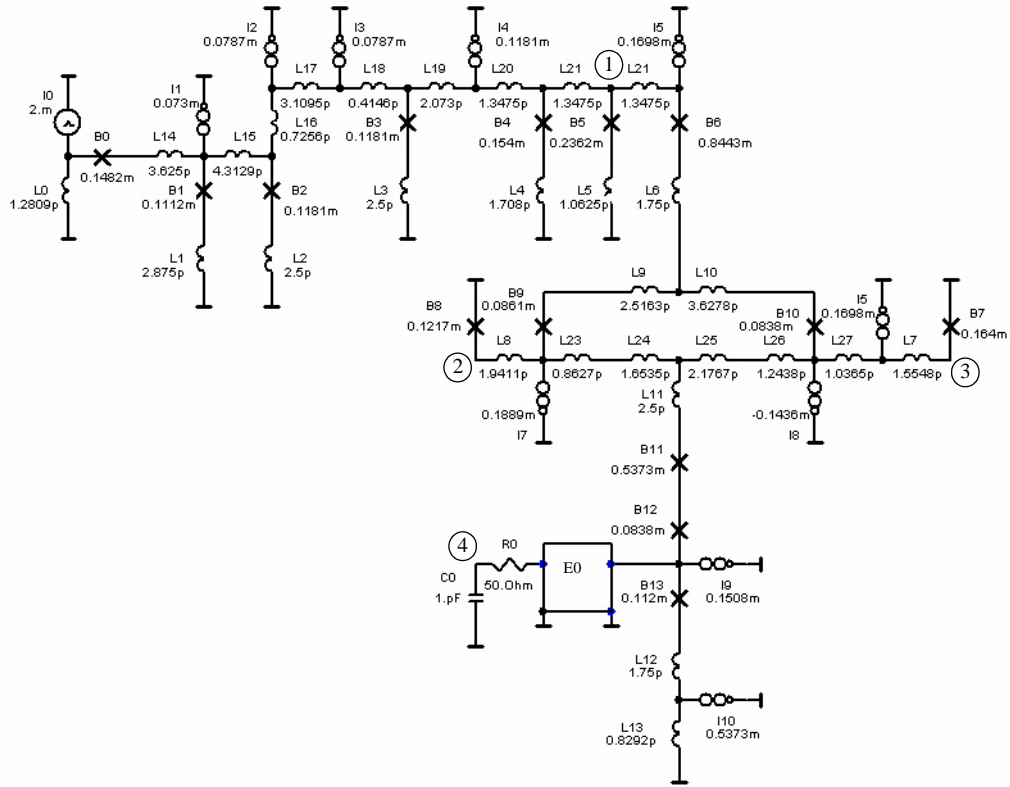 I2
0.0787m
I3
0.0787m
I4
0.1181m
I5
0.1698m
1
I0
2.m
I1
0.073m
L17
3.1095p
L18
0.4146p
L19
2.073p
L20
1.3475p
L21
1.3475p
L21
1.3475p
B0
0.1482m
L14
3.625p
L15
4.3129p
L16
0.7256p
B3
0.1181m
B4
0.154m
B5
0.2362m
B6
0.8443m
L0
1.2809p
B1
0.1112m
B2
0.1181m
L3
2.5p
L4
1.708p
L5
1.0625p
L6
1.75p
L1
2.875p
L2
2.5p
L9
2.5163p
L10
3.6278p
B8
0.1217m
B9
0.0861m
B10
0.0838m
I5
0.1698m
B7
0.164m
2
L8
1.9411p
L23
0.8627p
L24
1.6535p
L25
2.1767p
L26
1.2438p
L27
1.0365p
L7
1.5548p
3
0.1889m
I7
L11
2.5p
-0.1436m
I8
B11
0.5373m
B12
0.0838m
4
R0
50.Ohm
E0
C0
1.pF
I9
0.1508m
B13
0.112m
L12
1.75p
I10
0.5373m
L13
0.8292p